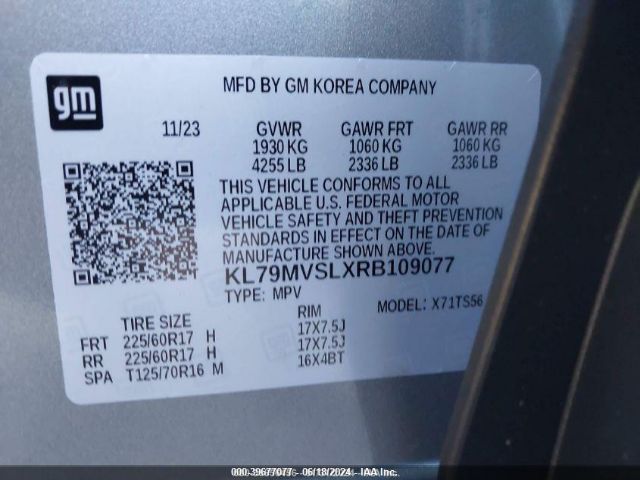 gm
MFD BY GM KOREA COMPANY
11/23 GVWR GAWR FRT GAWR RR
1930 KG 1060 KG 1060 KG
4255 LB 2336 LB 2336 LB
THIS VEHICLE CONFORMS TO ALL
APPLICABLE U.S. FEDERAL MOTOR
VEHICLE SAFETY AND THEFT PREVENTION
STANDARDS IN EFFECT ON THE DATE OF
MANUFACTURE SHOWN ABOVE.
KL79MVSLXRB109077
TYPE: MPV MODEL: X71TS56
TIRE SIZE RIM
FRT 225/60R17 H 17X7.5J
RR 225/60R17 H 17X7.5J
SPA T125/70R16 M 16X4BT
000-39677077 - 06/18/2024 - IAA Inc.